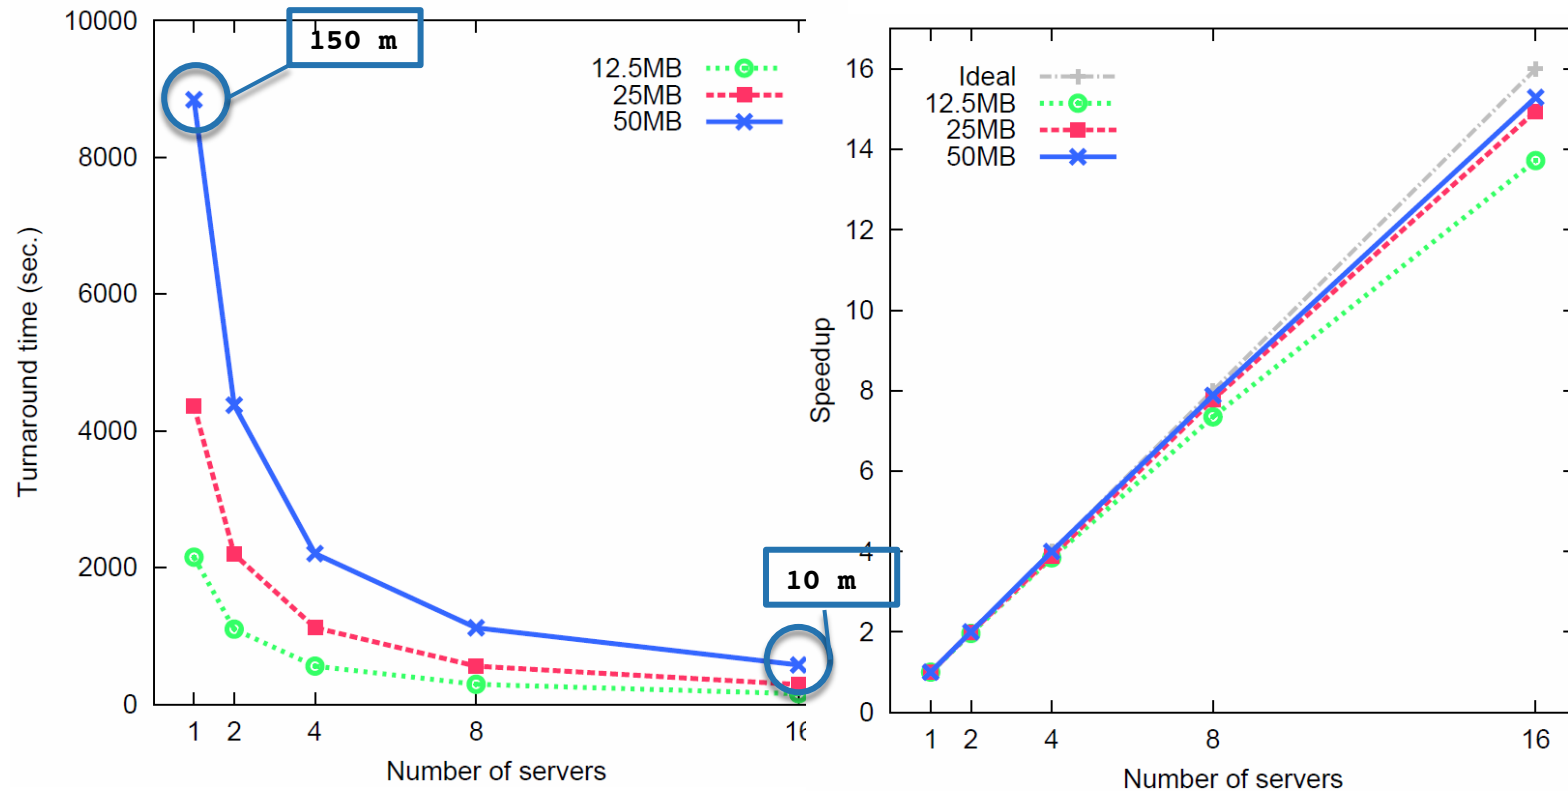 10000
8000
6000
4000
2000
0
Turnaround time (sec.)
150 m
12.5MB
25MB
50MB
10 m
1 2 4 8 16
Number of servers
16
14
12
10
8
6
4
2
0
Speedup
Ideal
12.5MB
25MB
50MB
1 2 4 8 16
Number of servers